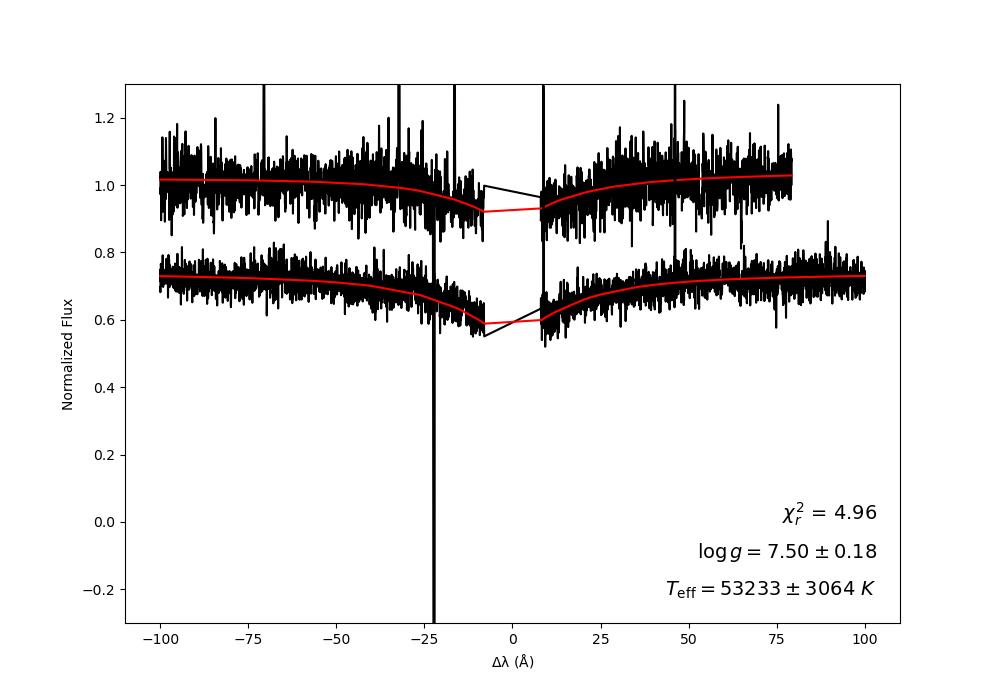 1.2
1.0
0.8
0.6
0.4
0.2
0.0
−0.2
Normalized Flux
χ²ᵣ = 4.96
log g = 7.50 ± 0.18
T_eff = 53233 ± 3064 K
−100 −75 −50 −25 0 25 50 75 100
Δλ (Å)